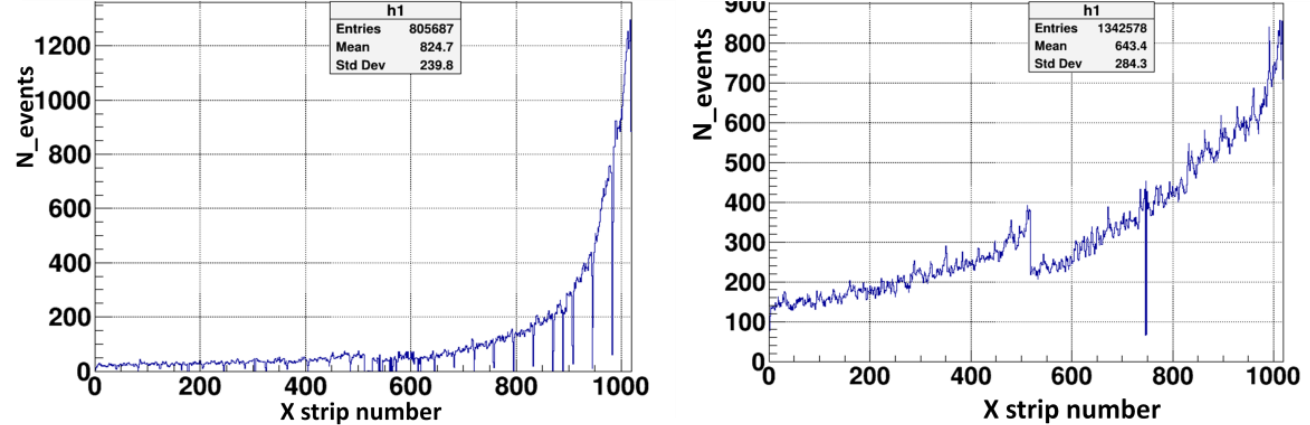 h1
Entries 805687
Mean 824.7
Std Dev 239.8
N_events
1200
1000
800
600
400
200
0
0 200 400 600 800 1000
X strip number
h1
Entries 1342578
Mean 643.4
Std Dev 284.3
N_events
900
800
700
600
500
400
300
200
100
0
0 200 400 600 800 1000
X strip number